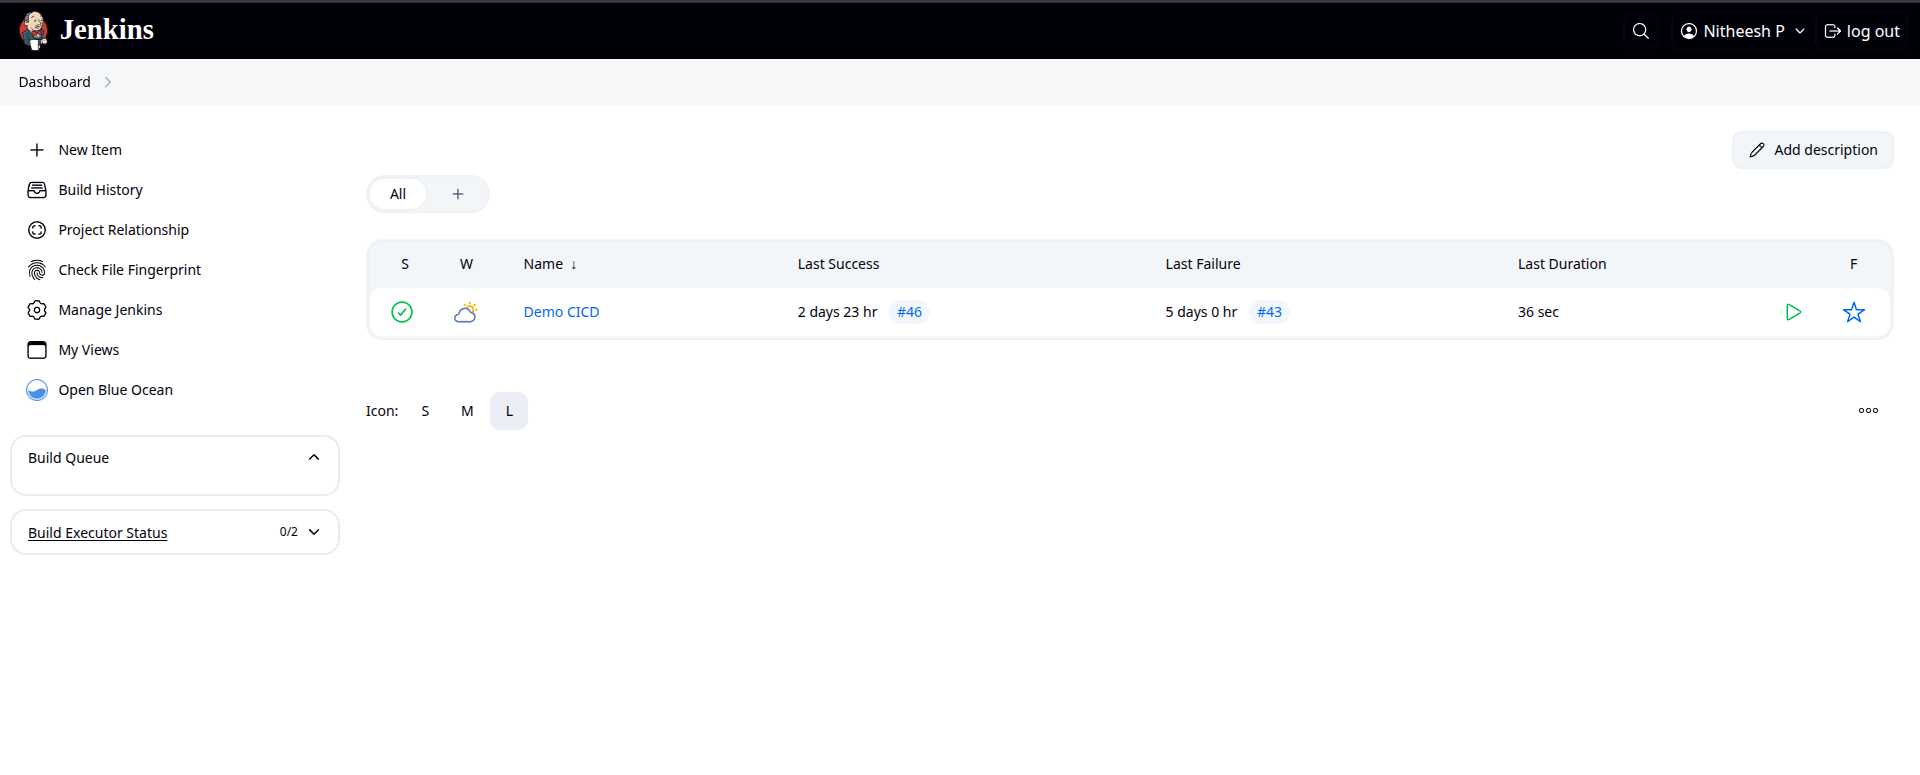 Jenkins
Nitheesh P
log out
Dashboard
New Item
Build History
Project Relationship
Check File Fingerprint
Manage Jenkins
My Views
Open Blue Ocean
Build Queue
Build Executor Status 0/2
Add description
All +
S W Name ↓ Last Success Last Failure Last Duration F
Demo CICD 2 days 23 hr #46 5 days 0 hr #43 36 sec
Icon: S M L